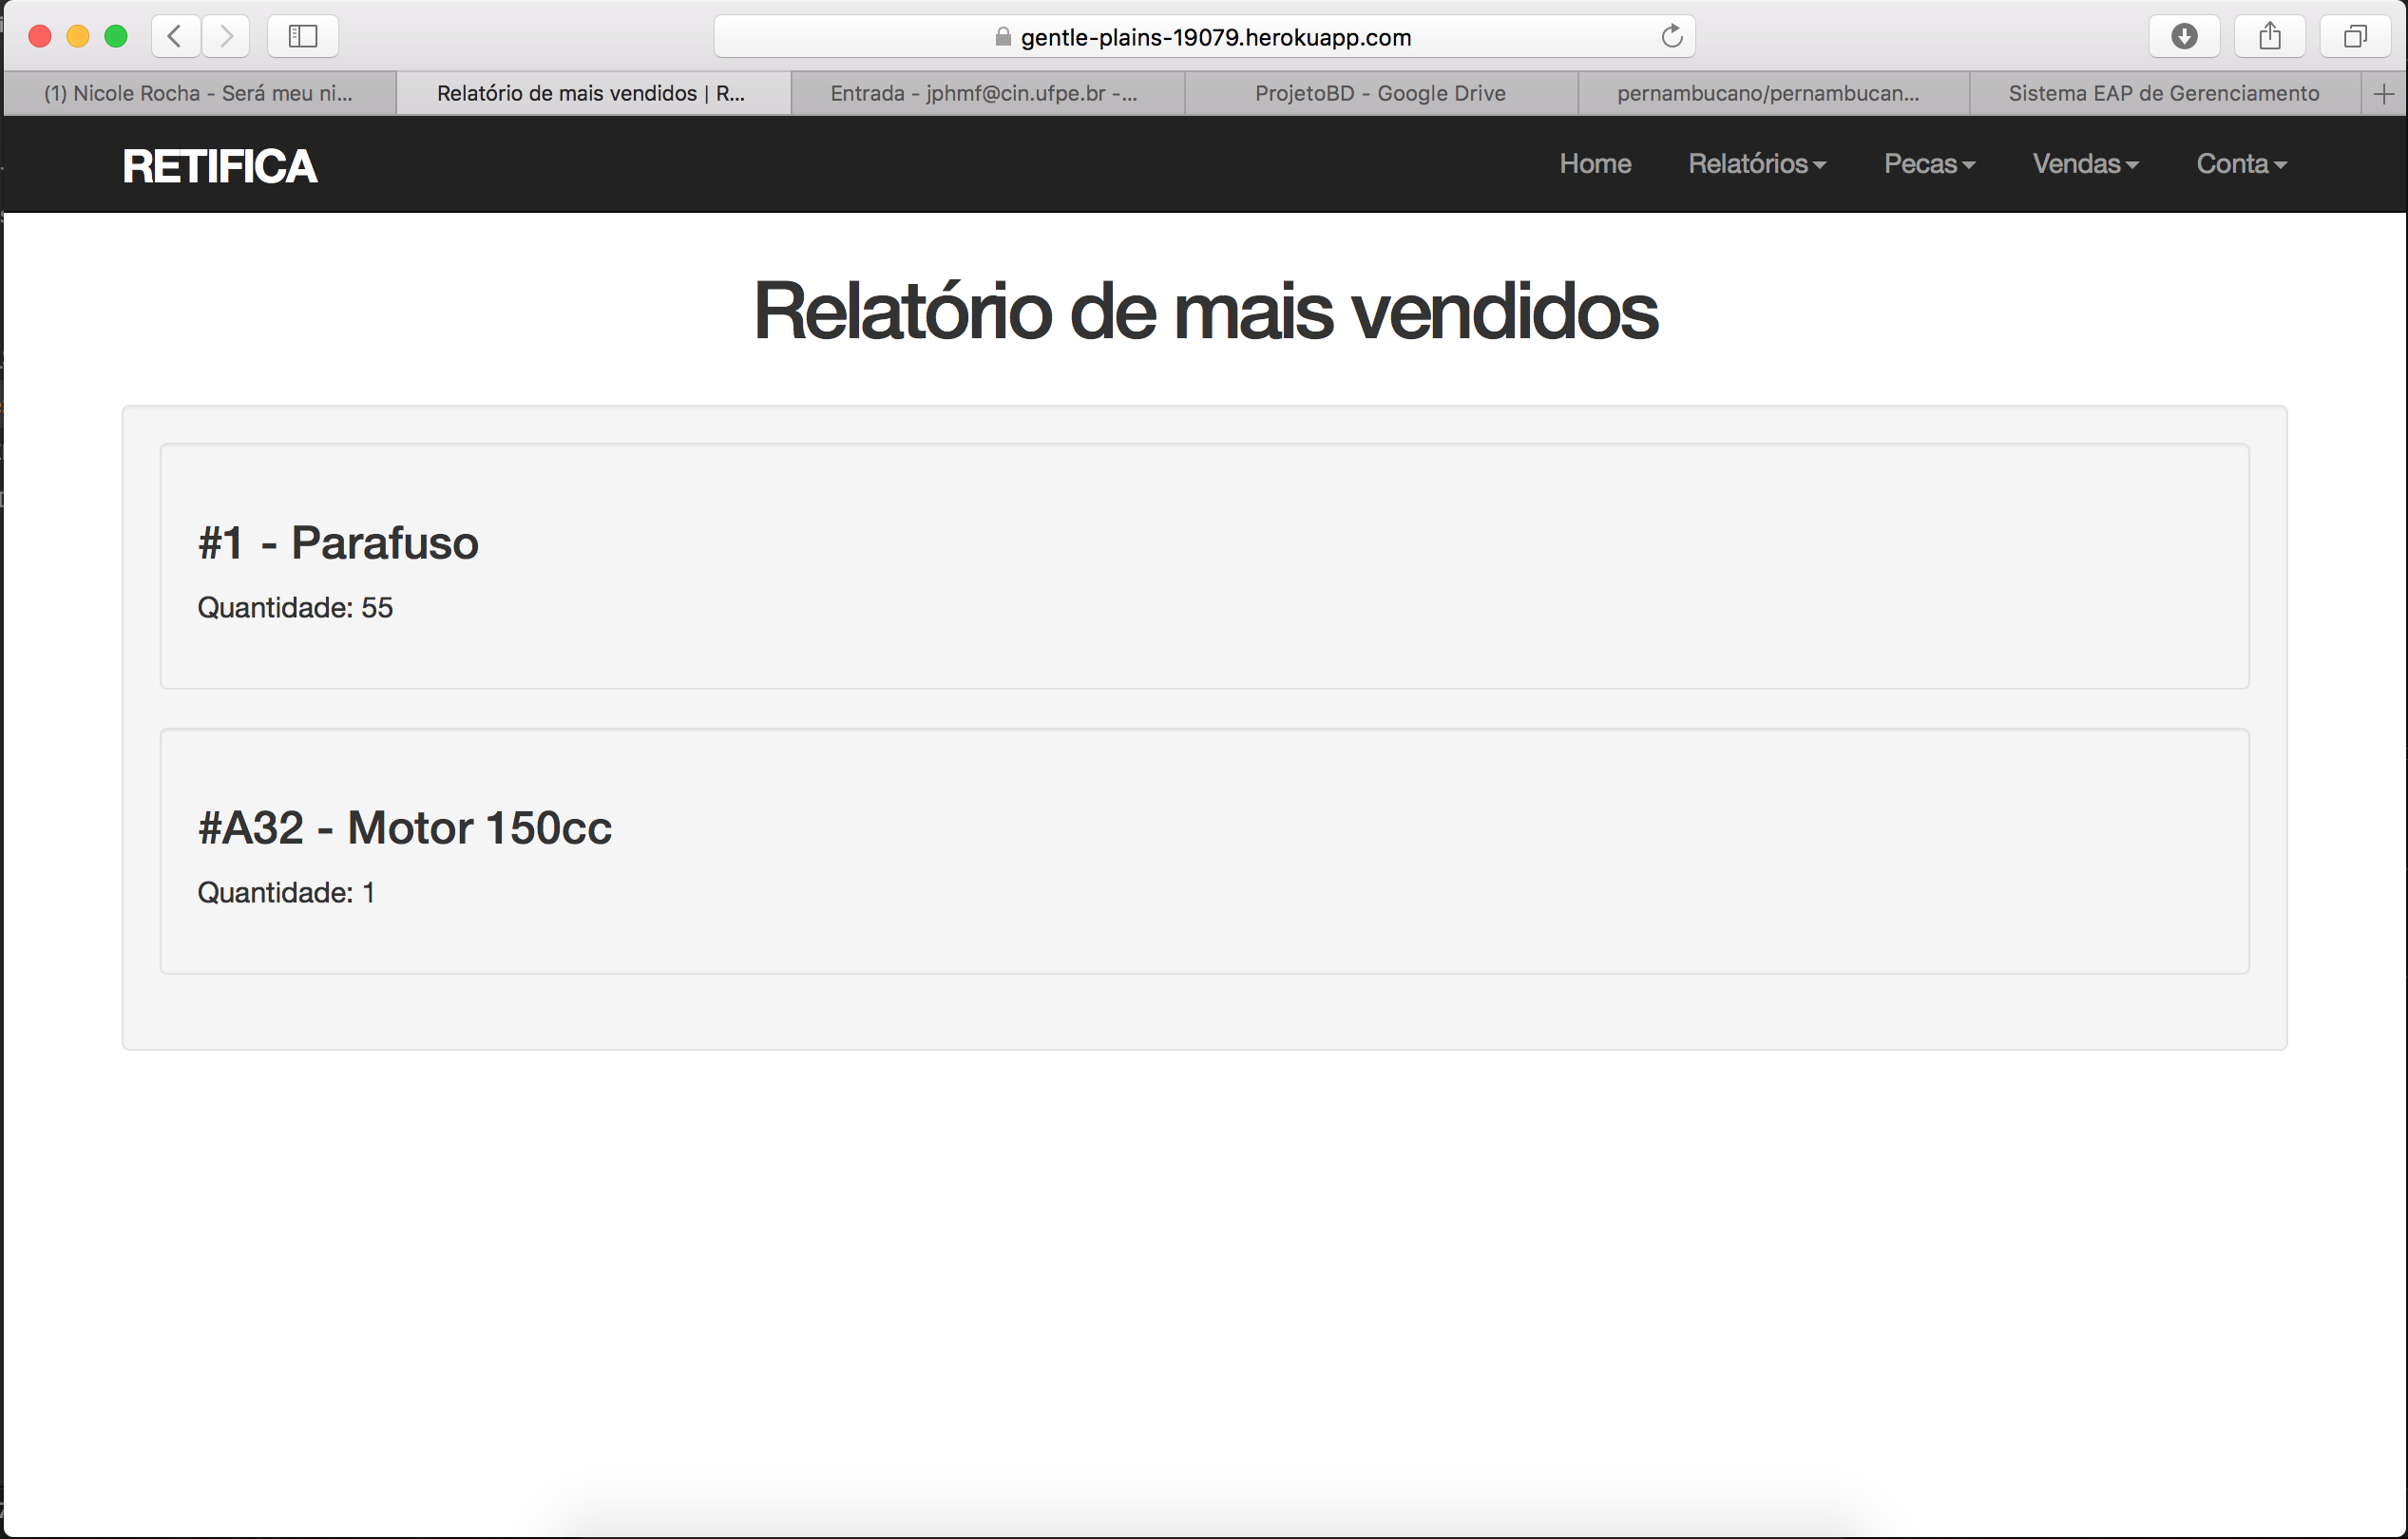 gentle-plains-19079.herokuapp.com
(1) Nicole Rocha - Será meu ni...
Relatório de mais vendidos | R...
Entrada - jphmf@cin.ufpe.br -...
ProjetoBD - Google Drive
pernambucano/pernambucan...
Sistema EAP de Gerenciamento
RETIFICA
Home
Relatórios
Pecas
Vendas
Conta
Relatório de mais vendidos
#1 - Parafuso
Quantidade: 55
#A32 - Motor 150cc
Quantidade: 1